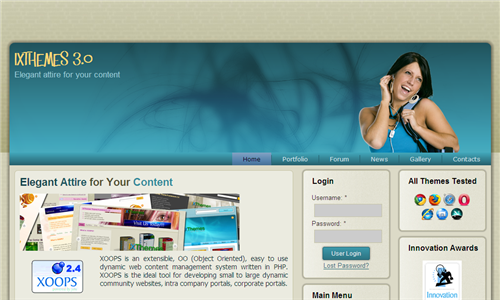 IXTHEMES 3.0
Elegant attire for your content
Home Portfolio Forum News Gallery Contacts
Elegant Attire for Your Content
2.4
XOOPS
XOOPS is an extensible, OO (Object Oriented), easy to use
dynamic web content management system written in PHP.
XOOPS is the ideal tool for developing small to large dynamic
community websites, intra company portals, corporate portals.
Login
Username: *
Password: *
User Login
Lost Password?
Main Menu
All Themes Tested
Innovation Awards
Innovation